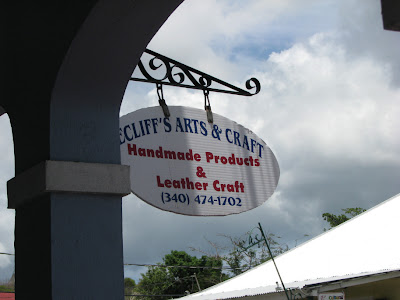 ECLIFF'S ARTS & CRAFT
Handmade Products
&
Leather Craft
(340) 474-1702